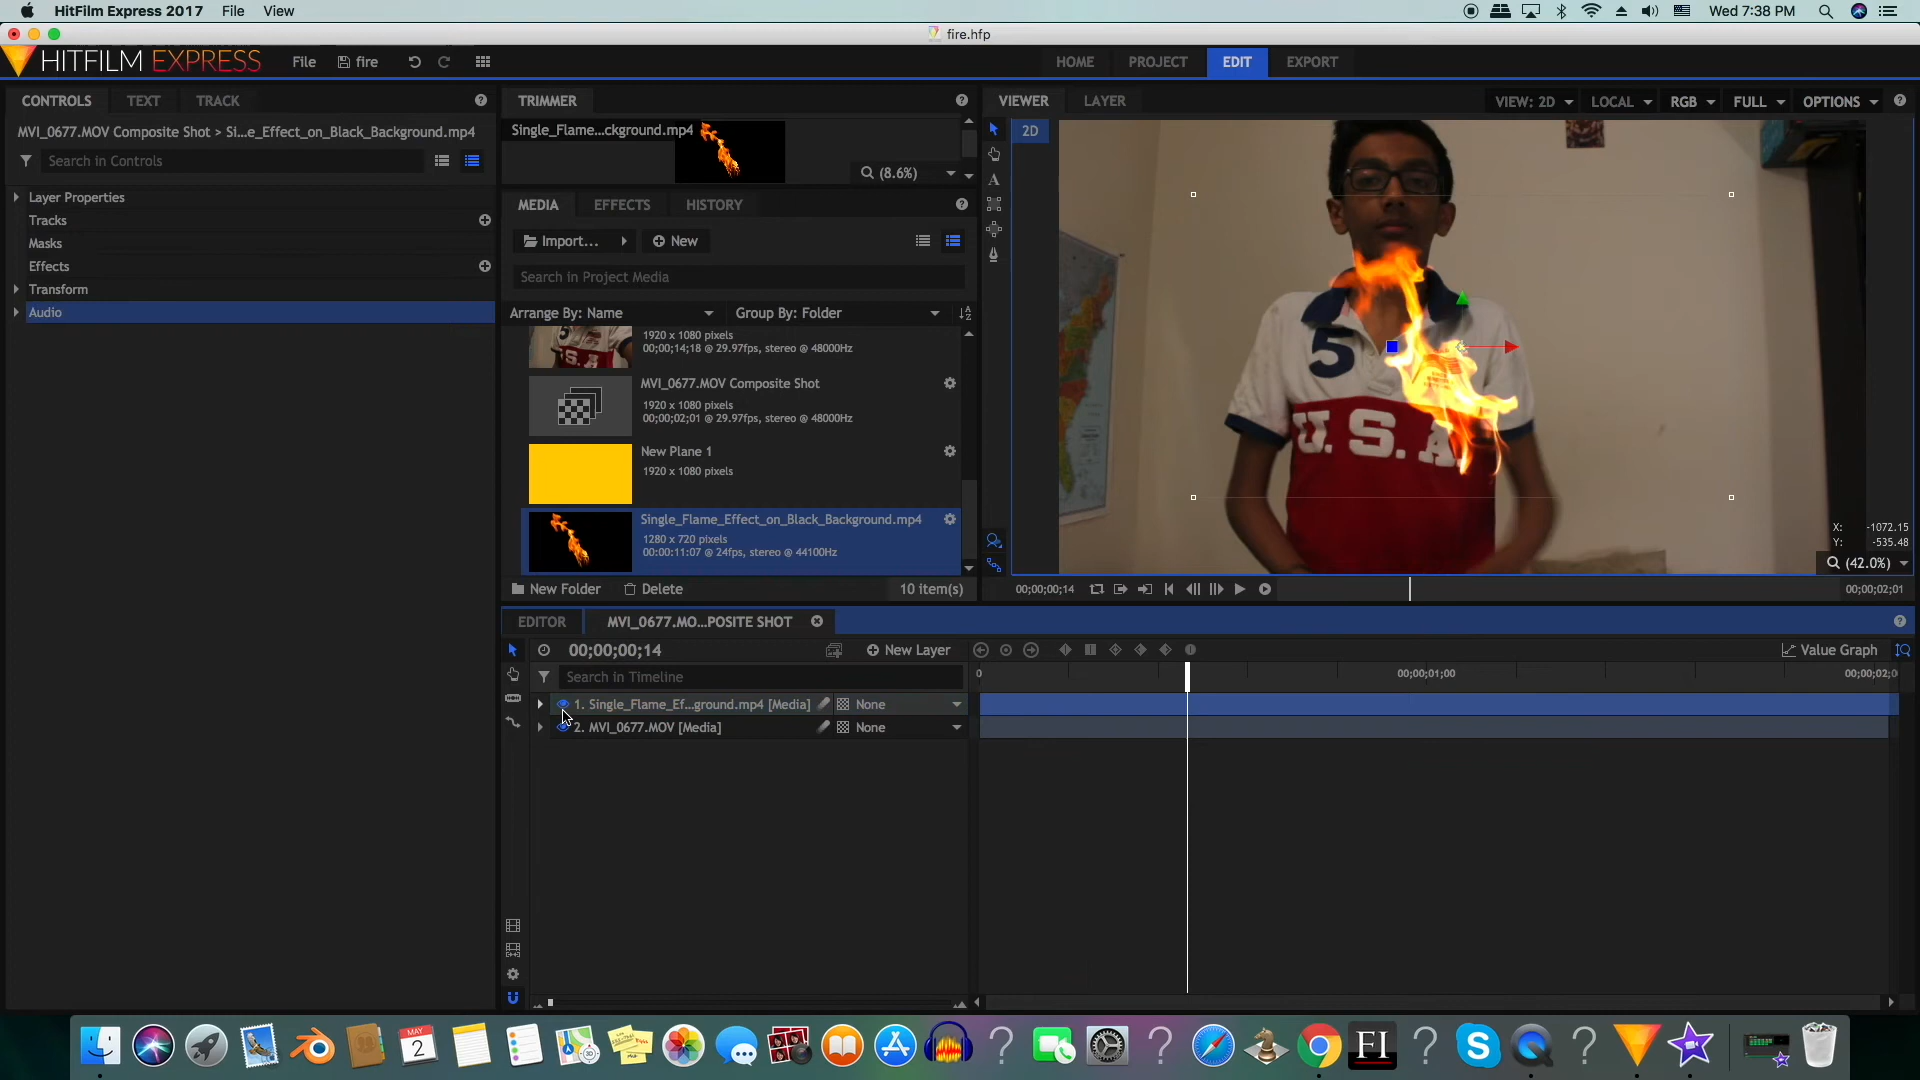 HitFilm Express 2017 File View
Wed 7:38 PM
fire.hfp
HITFILM EXPRESS File fire
HOME PROJECT EDIT EXPORT
CONTROLS TEXT TRACK
MVI_0677.MOV Composite Shot > Si...e_Effect_on_Black_Background.mp4
Search in Controls
Layer Properties
Tracks
Masks
Effects
Transform
Audio
TRIMMER
Single_Flame...ckground.mp4
(8.6%)
MEDIA EFFECTS HISTORY
Import... New
Search in Project Media
Arrange By: Name Group By: Folder
1920 x 1080 pixels
00;00;14;18 @ 29.97fps, stereo @ 48000Hz
MVI_0677.MOV Composite Shot
1920 x 1080 pixels
00;00;02;01 @ 29.97fps, stereo @ 48000Hz
New Plane 1
1920 x 1080 pixels
Single_Flame_Effect_on_Black_Background.mp4
1280 x 720 pixels
00:00:11:07 @ 24fps, stereo @ 44100Hz
New Folder Delete 10 item(s)
VIEWER LAYER VIEW: 2D LOCAL RGB FULL OPTIONS
2D
5
U.S.A.
X: -1072.15
Y: -535.48
(42.0%)
00;00;00;14 00;00;02;01
EDITOR MVI_0677.MO...POSITE SHOT
00;00;00;14 New Layer Value Graph
Search in Timeline
0 00;00;01;00 00;00;02;0
1. Single_Flame_Ef...ground.mp4 [Media] None
2. MVI_0677.MOV [Media] None
MAY
2
FI